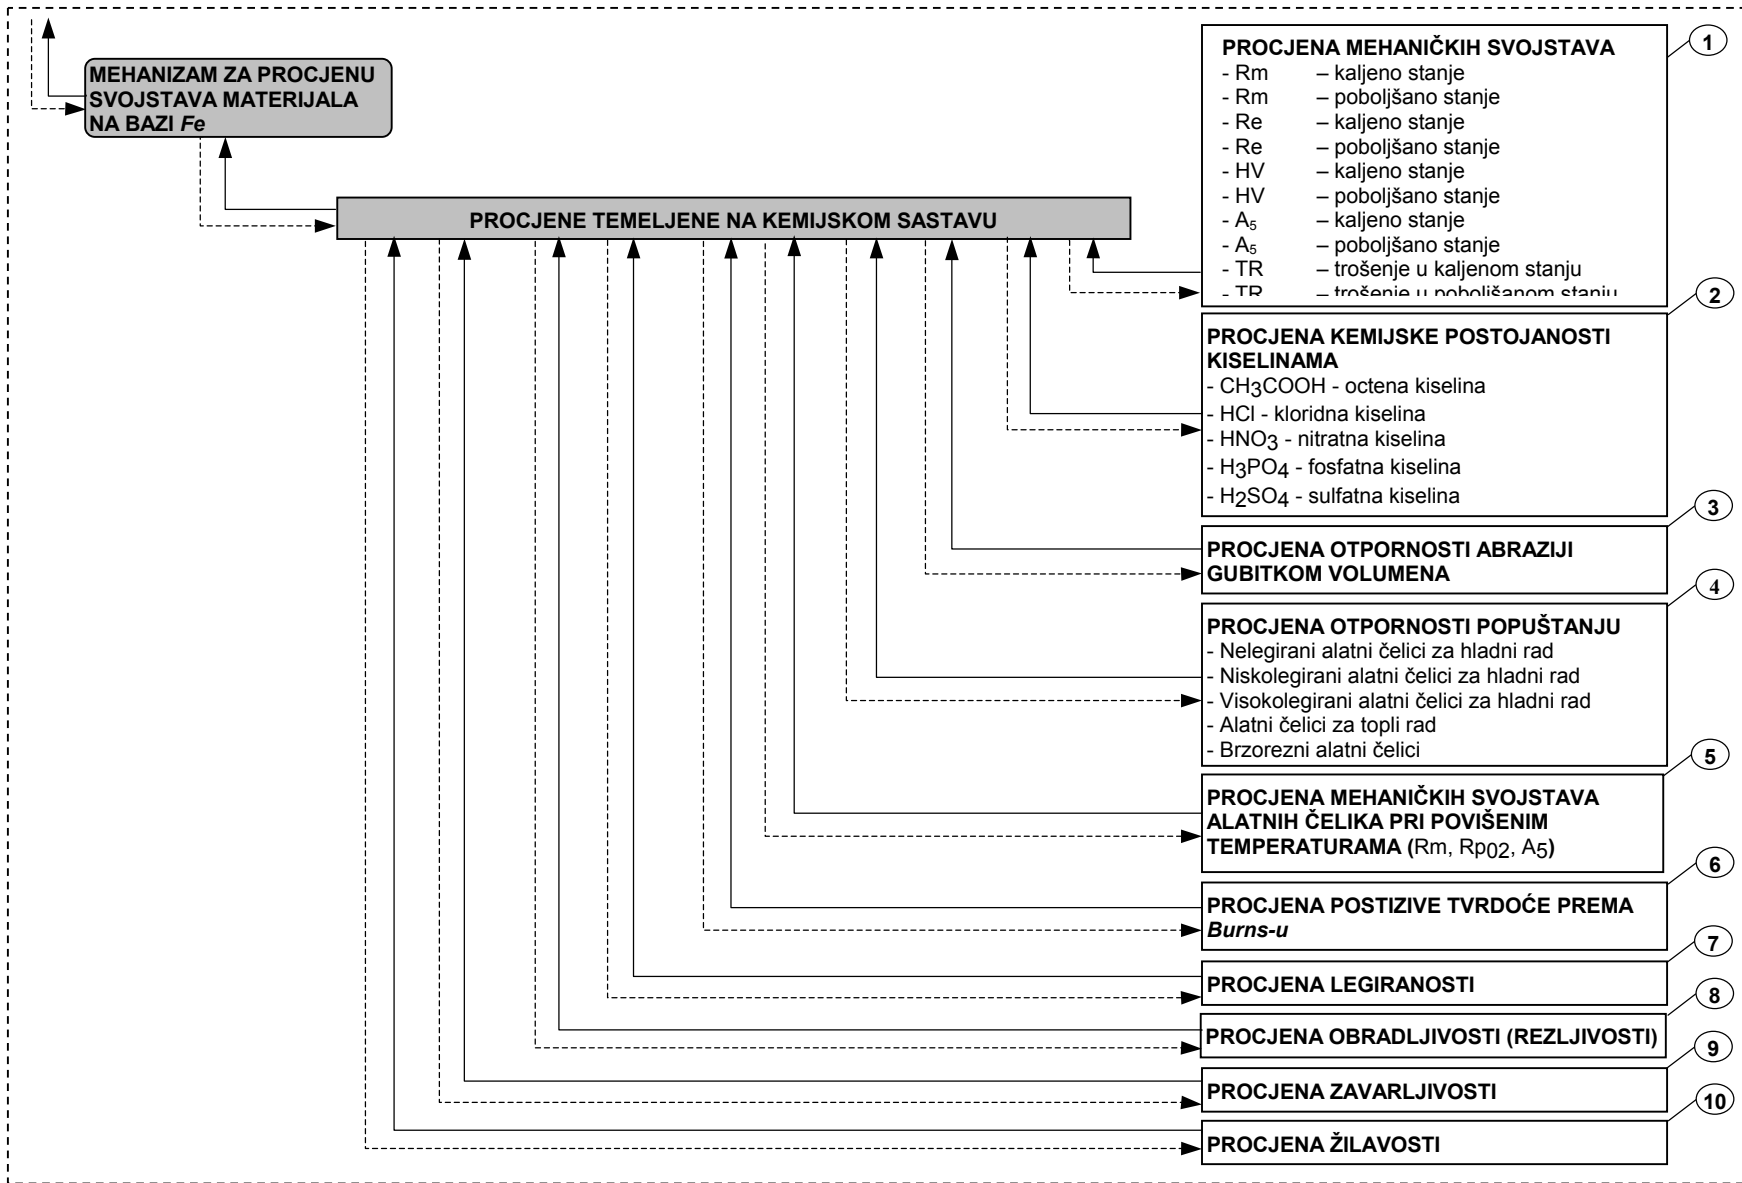 MEHANIZAM ZA PROCJENU
SVOJSTAVA MATERIJALA
NA BAZI Fe
PROCJENE TEMELJENE NA KEMIJSKOM SASTAVU
1
PROCJENA MEHANIČKIH SVOJSTAVA
- Rm – kaljeno stanje
- Rm – poboljšano stanje
- Re – kaljeno stanje
- Re – poboljšano stanje
- HV – kaljeno stanje
- HV – poboljšano stanje
- A5 – kaljeno stanje
- A5 – poboljšano stanje
- TR – trošenje u kaljenom stanju
- TR – trošenje u poboljšanom stanju
2
PROCJENA KEMIJSKE POSTOJANOSTI
KISELINAMA
- CH3COOH - octena kiselina
- HCl - kloridna kiselina
- HNO3 - nitratna kiselina
- H3PO4 - fosfatna kiselina
- H2SO4 - sulfatna kiselina
3
PROCJENA OTPORNOSTI ABRAZIJI
GUBITKOM VOLUMENA
4
PROCJENA OTPORNOSTI POPUŠTANJU
- Nelegirani alatni čelici za hladni rad
- Niskolegirani alatni čelici za hladni rad
- Visokolegirani alatni čelici za hladni rad
- Alatni čelici za topli rad
- Brzorezni alatni čelici
5
PROCJENA MEHANIČKIH SVOJSTAVA
ALATNIH ČELIKA PRI POVIŠENIM
TEMPERATURAMA (Rm, Rp02, A5)
6
PROCJENA POSTIZIVE TVRDOĆE PREMA
Burns-u
7
PROCJENA LEGIRANOSTI
8
PROCJENA OBRADLJIVOSTI (REZLJIVOSTI)
9
PROCJENA ZAVARLJIVOSTI
10
PROCJENA ŽILAVOSTI